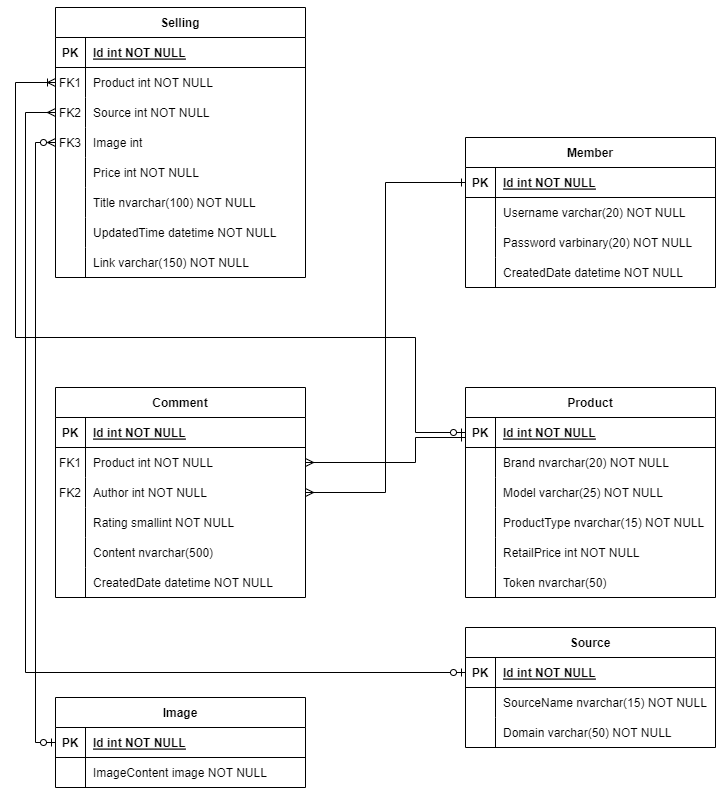 Selling
PK Id int NOT NULL
FK1 Product int NOT NULL
FK2 Source int NOT NULL
FK3 Image int
Price int NOT NULL
Title nvarchar(100) NOT NULL
UpdatedTime datetime NOT NULL
Link varchar(150) NOT NULL
Member
PK Id int NOT NULL
Username varchar(20) NOT NULL
Password varbinary(20) NOT NULL
CreatedDate datetime NOT NULL
Comment
PK Id int NOT NULL
FK1 Product int NOT NULL
FK2 Author int NOT NULL
Rating smallint NOT NULL
Content nvarchar(500)
CreatedDate datetime NOT NULL
Product
PK Id int NOT NULL
Brand nvarchar(20) NOT NULL
Model varchar(25) NOT NULL
ProductType nvarchar(15) NOT NULL
RetailPrice int NOT NULL
Token nvarchar(50)
Source
PK Id int NOT NULL
SourceName nvarchar(15) NOT NULL
Domain varchar(50) NOT NULL
Image
PK Id int NOT NULL
ImageContent image NOT NULL